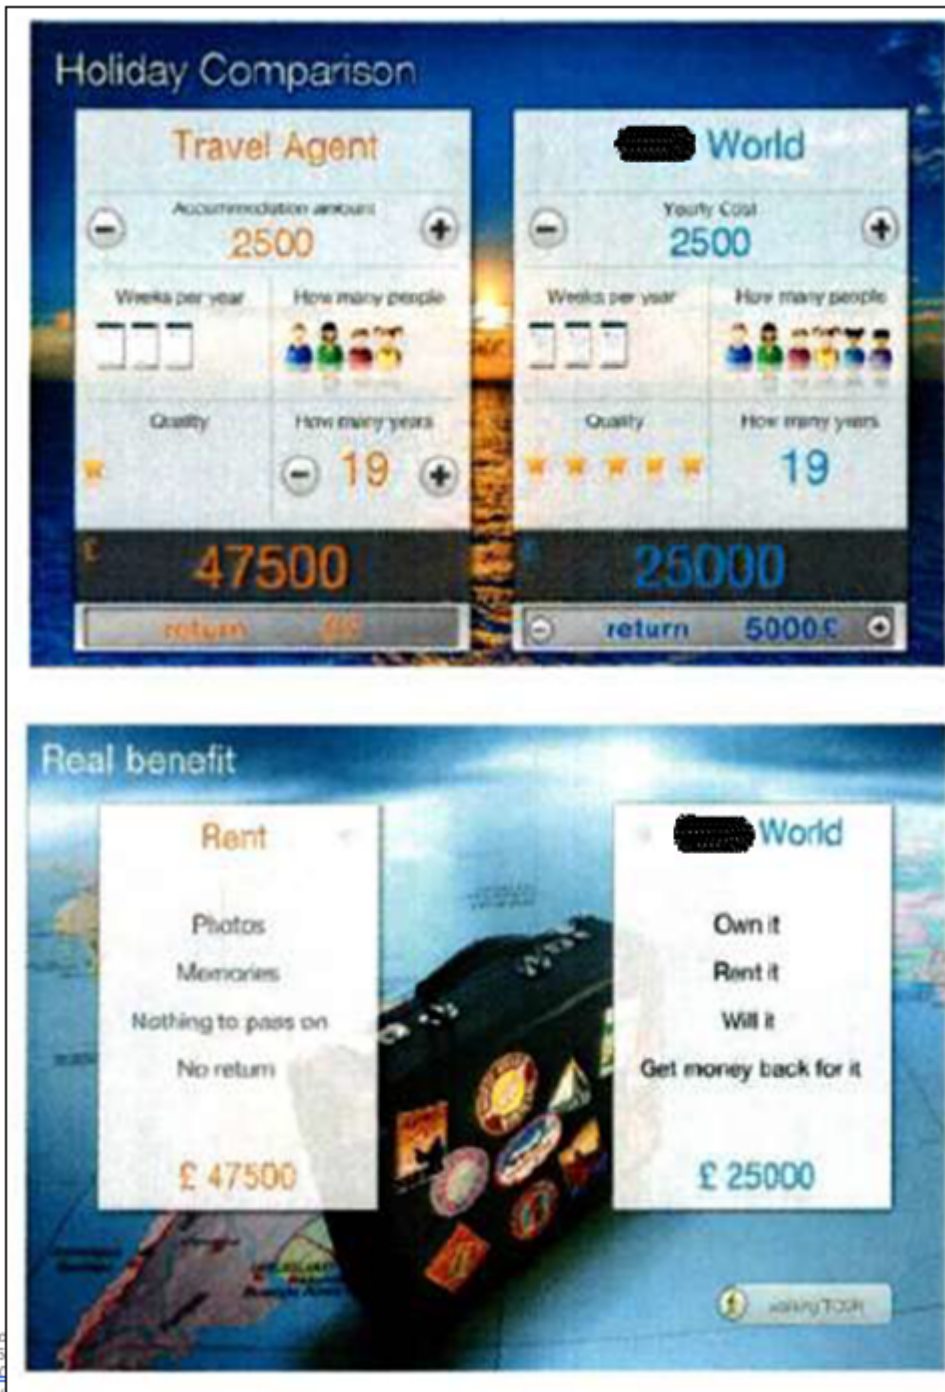 Holiday Comparison
Travel Agent
Accommodation amount
2500
Weeks per year How many people
Quality How many years
19
£ 47500
return
World
Yearly Cost
2500
Weeks per year How many people
Quality How many years
19
£ 25000
return 5000£
Real benefit
Rent
Photos
Memories
Nothing to pass on
No return
£ 47500
World
Own it
Rent it
Will it
Get money back for it
£ 25000
walking TOUR